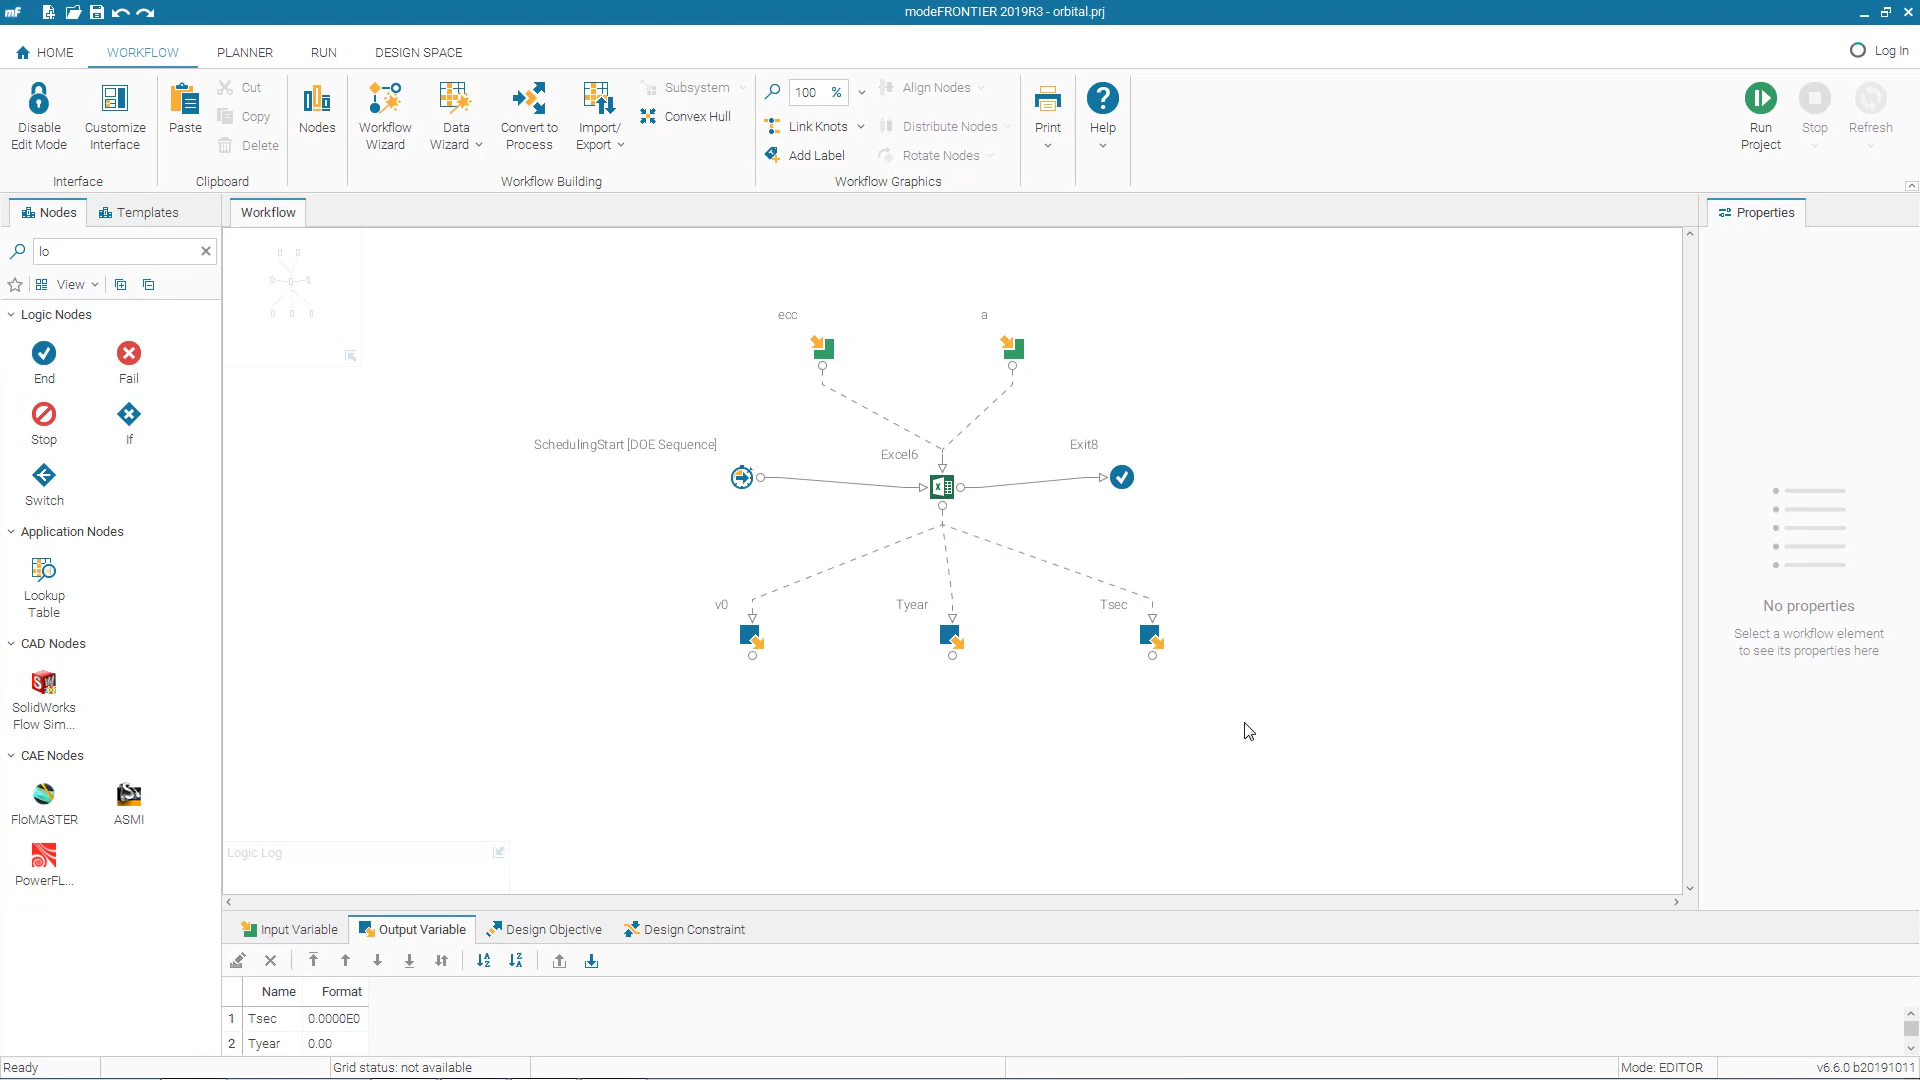 mF
modeFRONTIER 2019R3 - orbital.prj
HOME
WORKFLOW
PLANNER
RUN
DESIGN SPACE
Log In
Disable
Edit Mode
Customize
Interface
Interface
Paste
Cut
Copy
Delete
Clipboard
Nodes
Workflow
Wizard
Data
Wizard
Convert to
Process
Import/
Export
Subsystem
Convex Hull
Workflow Building
100 %
Link Knots
Add Label
Align Nodes
Distribute Nodes
Rotate Nodes
Workflow Graphics
Print
Help
Run
Project
Stop
Refresh
Nodes
Templates
Workflow
Properties
lo
View
Logic Nodes
End
Fail
Stop
If
Switch
Application Nodes
Lookup
Table
CAD Nodes
SolidWorks
Flow Sim...
CAE Nodes
FloMASTER
ASMI
PowerFL...
ecc
a
SchedulingStart [DOE Sequence]
Excel6
Exit8
v0
Tyear
Tsec
Logic Log
No properties
Select a workflow element
to see its properties here
Input Variable
Output Variable
Design Objective
Design Constraint
Name Format
1 Tsec 0.0000E0
2 Tyear 0.00
Ready
Grid status: not available
Mode: EDITOR
v6.6.0 b20191011